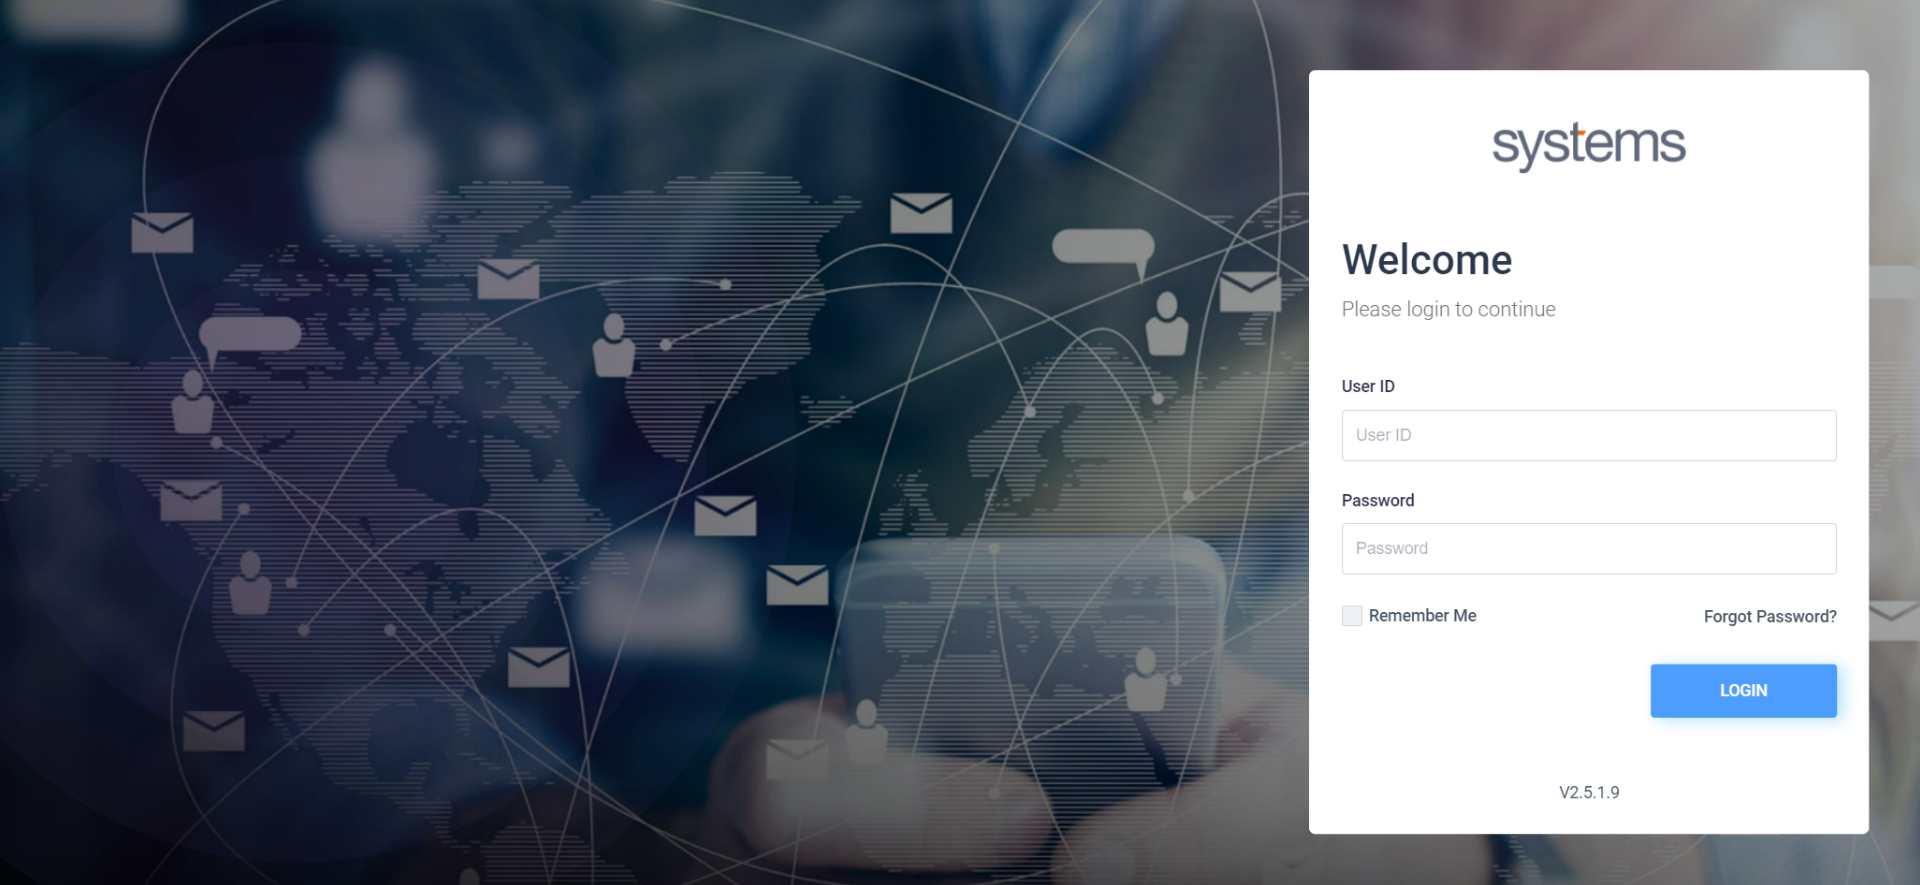 systems
Welcome
Please login to continue
User ID
User ID
Password
Password
Remember Me
Forgot Password?
LOGIN
V2.5.1.9